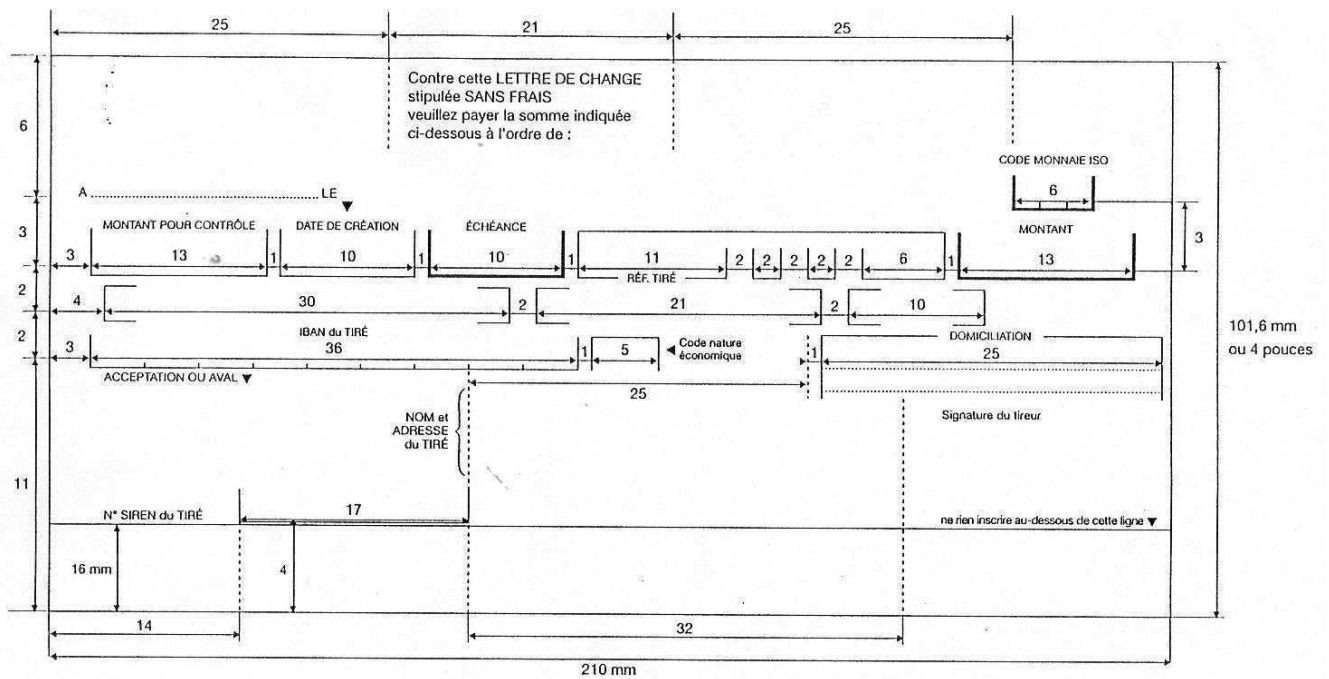 25 21 25
Contre cette LETTRE DE CHANGE
stipulée SANS FRAIS
veuillez payer la somme indiquée
ci-dessous à l'ordre de :
6
CODE MONNAIE ISO
6
A ........................ LE
3
MONTANT POUR CONTRÔLE DATE DE CRÉATION ÉCHÉANCE MONTANT
3
3 13 1 10 1 10 1 11 2 2 2 2 2 6 1 13
RÉF. TIRÉ
2
4 30 2 21 2 10
2
IBAN du TIRÉ
DOMICILIATION
3 36 1 5
Code nature
économique
1 25
101,6 mm
ou 4 pouces
ACCEPTATION OU AVAL
25
Signature du tireur
NOM et
ADRESSE
du TIRÉ
11
N° SIREN du TIRÉ
17
ne rien inscrire au-dessous de cette ligne
16 mm
4
14
32
210 mm